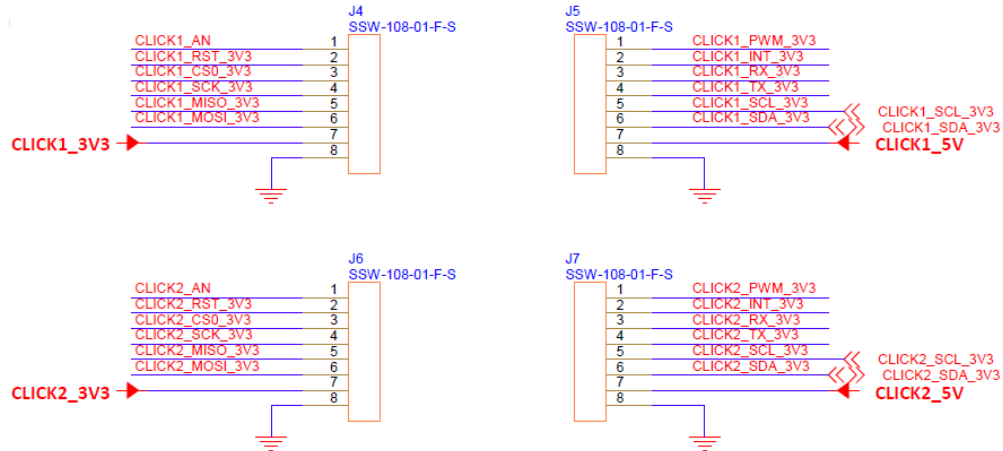 J4
SSW-108-01-F-S
CLICK1_AN 1
CLICK1_RST_3V3 2
CLICK1_CS0_3V3 3
CLICK1_SCK_3V3 4
CLICK1_MISO_3V3 5
CLICK1_MOSI_3V3 6
7
CLICK1_3V3
8
J5
SSW-108-01-F-S
1 CLICK1_PWM_3V3
2 CLICK1_INT_3V3
3 CLICK1_RX_3V3
4 CLICK1_TX_3V3
5 CLICK1_SCL_3V3 CLICK1_SCL_3V3
6 CLICK1_SDA_3V3 CLICK1_SDA_3V3
7 CLICK1_5V
8
J6
SSW-108-01-F-S
CLICK2_AN 1
CLICK2_RST_3V3 2
CLICK2_CS0_3V3 3
CLICK2_SCK_3V3 4
CLICK2_MISO_3V3 5
CLICK2_MOSI_3V3 6
7
CLICK2_3V3
8
J7
SSW-108-01-F-S
1 CLICK2_PWM_3V3
2 CLICK2_INT_3V3
3 CLICK2_RX_3V3
4 CLICK2_TX_3V3
5 CLICK2_SCL_3V3 CLICK2_SCL_3V3
6 CLICK2_SDA_3V3 CLICK2_SDA_3V3
7 CLICK2_5V
8